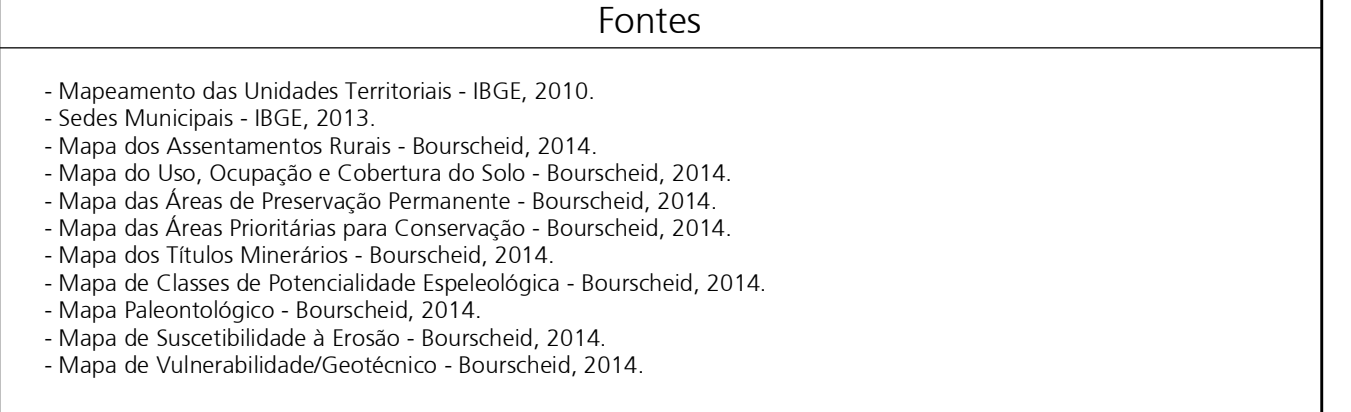 Fontes
- Mapeamento das Unidades Territoriais - IBGE, 2010.
- Sedes Municipais - IBGE, 2013.
- Mapa dos Assentamentos Rurais - Bourscheid, 2014.
- Mapa do Uso, Ocupação e Cobertura do Solo - Bourscheid, 2014.
- Mapa das Áreas de Preservação Permanente - Bourscheid, 2014.
- Mapa das Áreas Prioritárias para Conservação - Bourscheid, 2014.
- Mapa dos Títulos Minerários - Bourscheid, 2014.
- Mapa de Classes de Potencialidade Espeleológica - Bourscheid, 2014.
- Mapa Paleontológico - Bourscheid, 2014.
- Mapa de Suscetibilidade à Erosão - Bourscheid, 2014.
- Mapa de Vulnerabilidade/Geotécnico - Bourscheid, 2014.